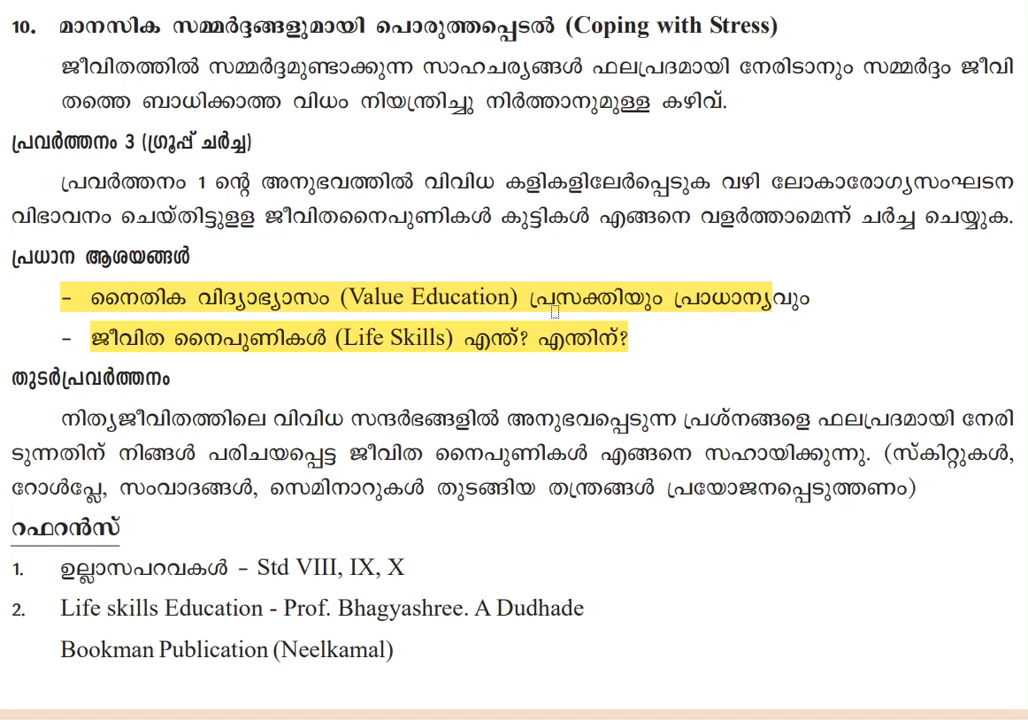 10. മാനസിക സമ്മർദ്ദങ്ങളുമായി പൊരുത്തപ്പെടൽ (Coping with Stress)
ജീവിതത്തിൽ സമ്മർദ്ദമുണ്ടാക്കുന്ന സാഹചര്യങ്ങൾ ഫലപ്രദമായി നേരിടാനും സമ്മർദ്ദം ജീവി
തത്തെ ബാധിക്കാത്ത വിധം നിയന്ത്രിച്ചു നിർത്താനുമുള്ള കഴിവ്.
പ്രവർത്തനം 3 (ഗ്രൂപ്പ് ചർച്ച)
പ്രവർത്തനം 1 ന്റെ അനുഭവത്തിൽ വിവിധ കളികളിലേർപ്പെടുക വഴി ലോകാരോഗ്യസംഘടന
വിഭാവനം ചെയ്തിട്ടുളള ജീവിതനൈപുണികൾ കുട്ടികൾ എങ്ങനെ വളർത്താമെന്ന് ചർച്ച ചെയ്യുക.
പ്രധാന ആശയങ്ങൾ
– നൈതിക വിദ്യാഭ്യാസം (Value Education) പ്രസക്തിയും പ്രാധാന്യവും
– ജീവിത നൈപുണികൾ (Life Skills) എന്ത്? എന്തിന്?
തുടർപ്രവർത്തനം
നിത്യജീവിതത്തിലെ വിവിധ സന്ദർഭങ്ങളിൽ അനുഭവപ്പെടുന്ന പ്രശ്നങ്ങളെ ഫലപ്രദമായി നേരി
ടുന്നതിന് നിങ്ങൾ പരിചയപ്പെട്ട ജീവിത നൈപുണികൾ എങ്ങനെ സഹായിക്കുന്നു. (സ്കിറ്റുകൾ,
റോൾപ്ലേ, സംവാദങ്ങൾ, സെമിനാറുകൾ തുടങ്ങിയ തന്ത്രങ്ങൾ പ്രയോജനപ്പെടുത്തണം)
റഫറൻസ്
1. ഉല്ലാസപറവകൾ – Std VIII, IX, X
2. Life skills Education - Prof. Bhagyashree. A Dudhade
Bookman Publication (Neelkamal)